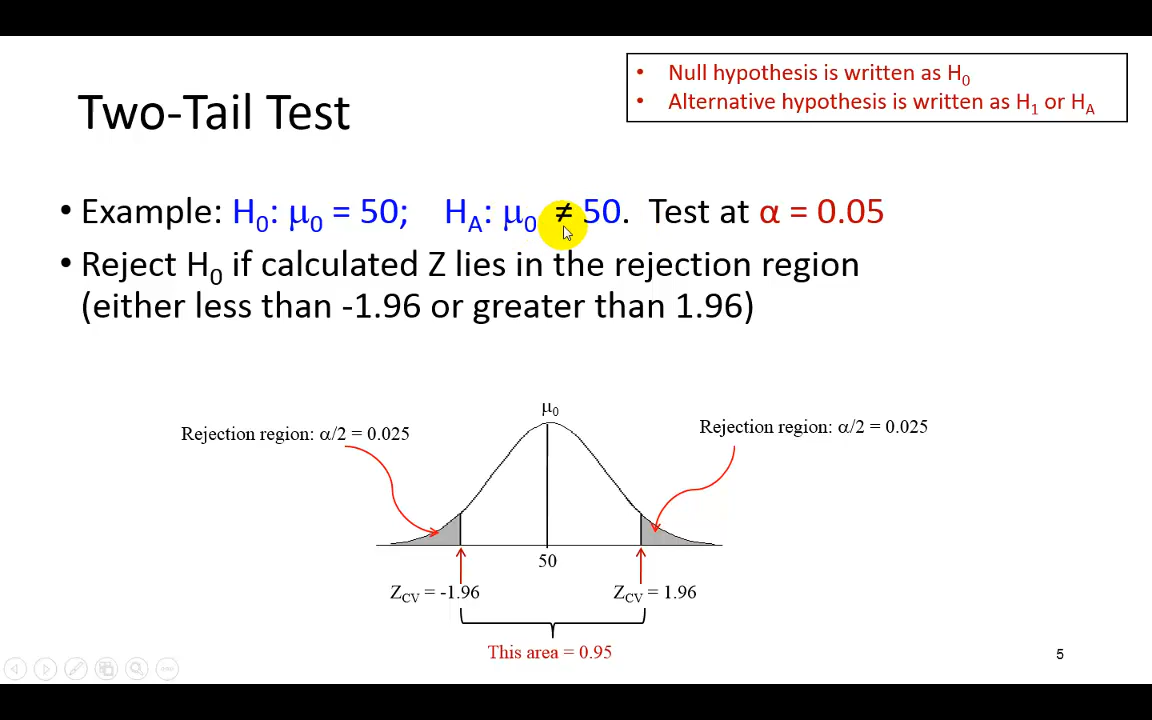 • Null hypothesis is written as H₀
• Alternative hypothesis is written as H₁ or H_A
Two-Tail Test
• Example: H₀: μ₀ = 50; H_A: μ₀ ≠ 50. Test at α = 0.05
• Reject H₀ if calculated Z lies in the rejection region
(either less than -1.96 or greater than 1.96)
μ₀
Rejection region: α/2 = 0.025
Rejection region: α/2 = 0.025
50
Z_CV = -1.96
Z_CV = 1.96
This area = 0.95
5